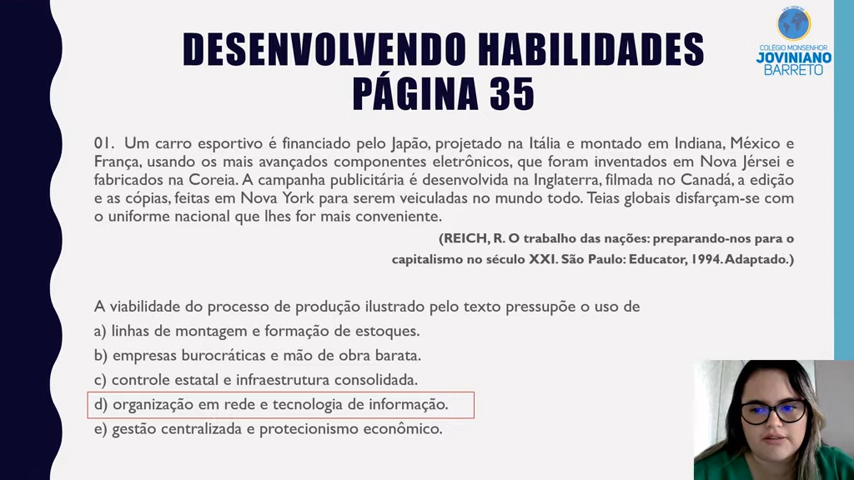 DESENVOLVENDO HABILIDADES
PÁGINA 35
COLÉGIO MONSENHOR
JOVINIANO
BARRETO
01. Um carro esportivo é financiado pelo Japão, projetado na Itália e montado em Indiana, México e
França, usando os mais avançados componentes eletrônicos, que foram inventados em Nova Jérsei e
fabricados na Coreia. A campanha publicitária é desenvolvida na Inglaterra, filmada no Canadá, a edição
e as cópias, feitas em Nova York para serem veiculadas no mundo todo. Teias globais disfarçam-se com
o uniforme nacional que lhes for mais conveniente.
(REICH, R. O trabalho das nações: preparando-nos para o
capitalismo no século XXI. São Paulo: Educator, 1994. Adaptado.)
A viabilidade do processo de produção ilustrado pelo texto pressupõe o uso de
a) linhas de montagem e formação de estoques.
b) empresas burocráticas e mão de obra barata.
c) controle estatal e infraestrutura consolidada.
d) organização em rede e tecnologia de informação.
e) gestão centralizada e protecionismo econômico.